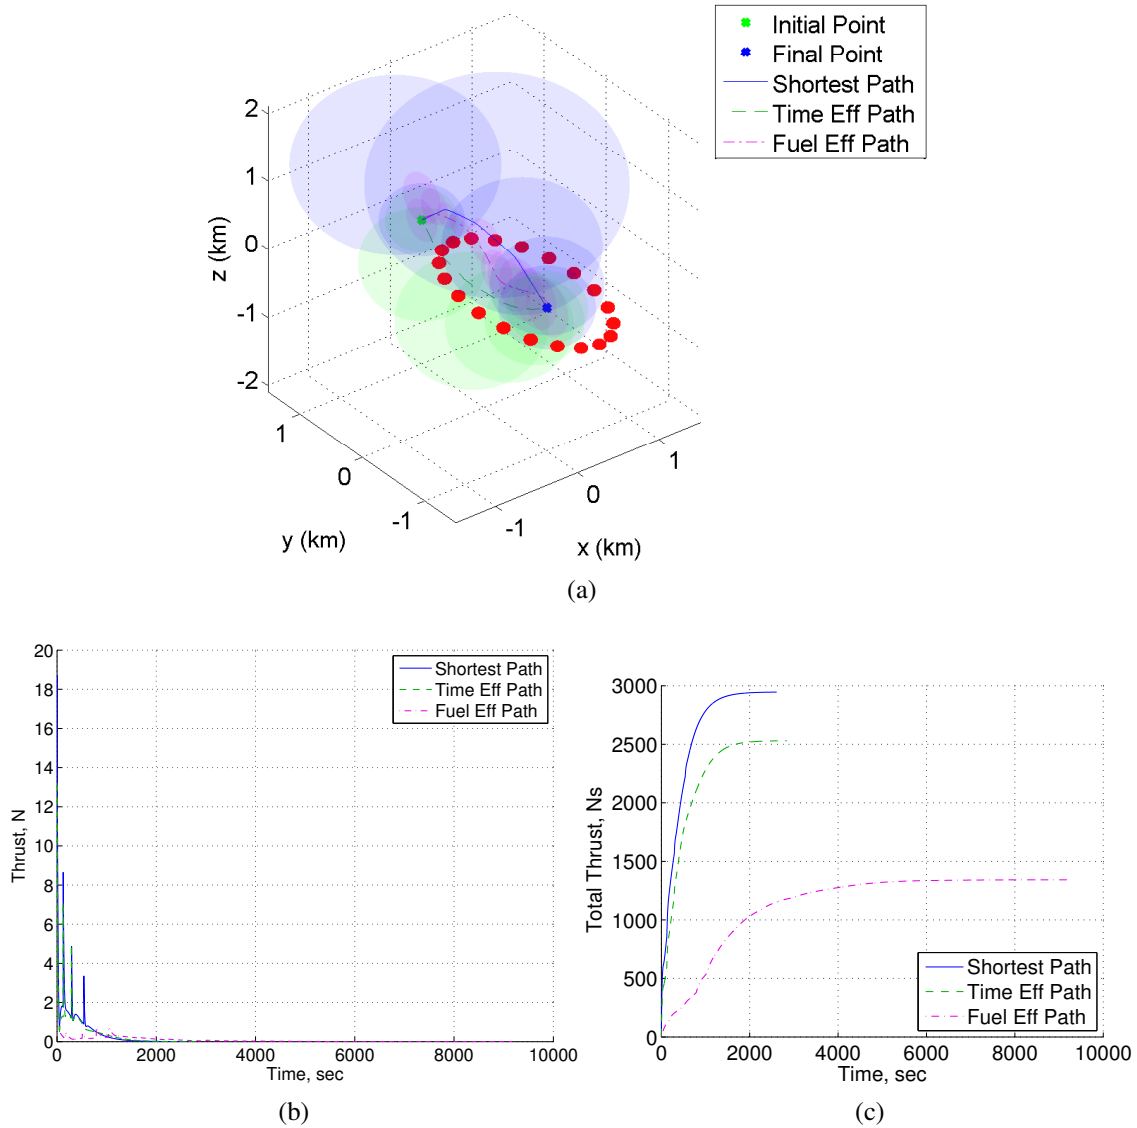 Initial Point
Final Point
Shortest Path
Time Eff Path
Fuel Eff Path
2
1
0
-1
-2
z (km)
1
0
-1
y (km)
-1
0
1
x (km)
(a)
20
18
16
14
12
10
8
6
4
2
0
Thrust, N
Shortest Path
Time Eff Path
Fuel Eff Path
0
2000
4000
6000
8000
10000
Time, sec
(b)
3000
2500
2000
1500
1000
500
0
Total Thrust, Ns
Shortest Path
Time Eff Path
Fuel Eff Path
0
2000
4000
6000
8000
10000
Time, sec
(c)